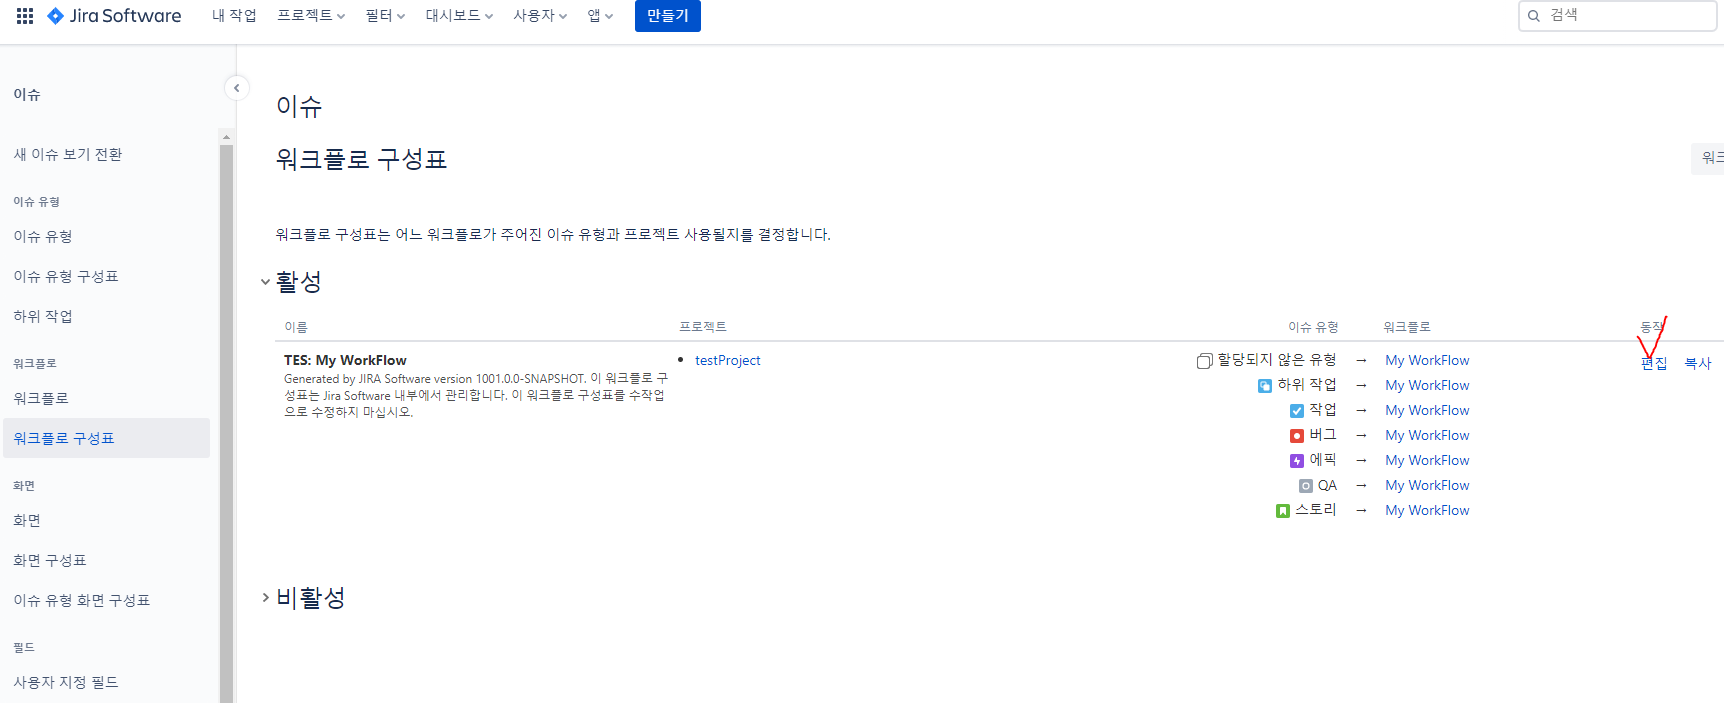 Jira Software 내 작업 프로젝트 필터 대시보드 사용자 앱 만들기 검색
이슈
새 이슈 보기 전환
이슈 유형
이슈 유형
이슈 유형 구성표
하위 작업
워크플로
워크플로
워크플로 구성표
화면
화면
화면 구성표
이슈 유형 화면 구성표
필드
사용자 지정 필드
이슈
워크플로 구성표
워크플로 구성표는 어느 워크플로가 주어진 이슈 유형과 프로젝트 사용될지를 결정합니다.
활성
이름 프로젝트 이슈 유형 워크플로 동작
TES: My WorkFlow
Generated by JIRA Software version 1001.0.0-SNAPSHOT. 이 워크플로 구
성표는 Jira Software 내부에서 관리합니다. 이 워크플로 구성표를 수작업
으로 수정하지 마십시오.
• testProject
할당되지 않은 유형 → My WorkFlow
하위 작업 → My WorkFlow
작업 → My WorkFlow
버그 → My WorkFlow
에픽 → My WorkFlow
QA → My WorkFlow
스토리 → My WorkFlow
편집 복사
비활성